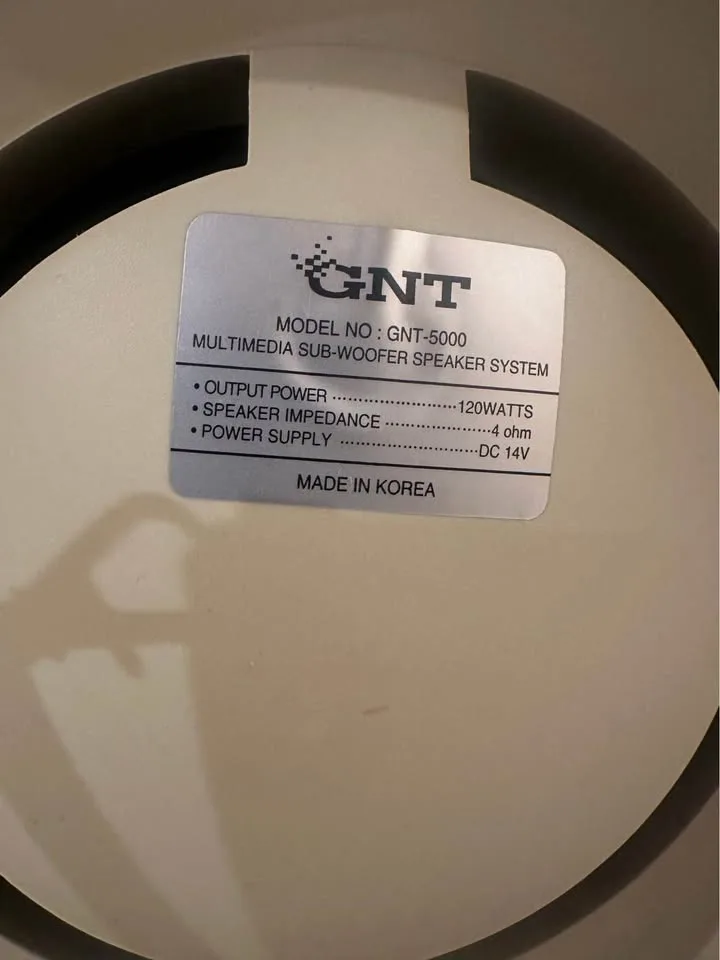 GNT
MODEL NO : GNT-5000
MULTIMEDIA SUB-WOOFER SPEAKER SYSTEM
• OUTPUT POWER ........................120WATTS
• SPEAKER IMPEDANCE .....................4 ohm
• POWER SUPPLY ...........................DC 14V
MADE IN KOREA